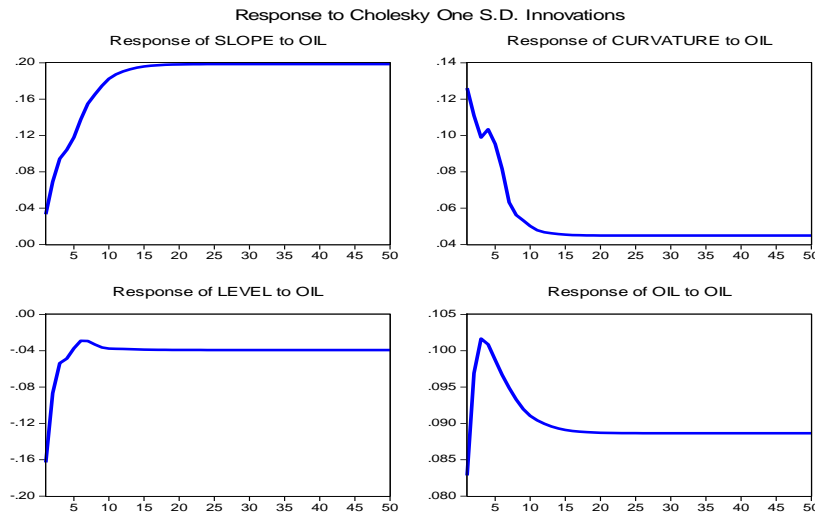 Response to Cholesky One S.D. Innovations
Response of SLOPE to OIL
.20
.16
.12
.08
.04
.00
5 10 15 20 25 30 35 40 45 50
Response of CURVATURE to OIL
.14
.12
.10
.08
.06
.04
5 10 15 20 25 30 35 40 45 50
Response of LEVEL to OIL
.00
-.04
-.08
-.12
-.16
-.20
5 10 15 20 25 30 35 40 45 50
Response of OIL to OIL
.105
.100
.095
.090
.085
.080
5 10 15 20 25 30 35 40 45 50